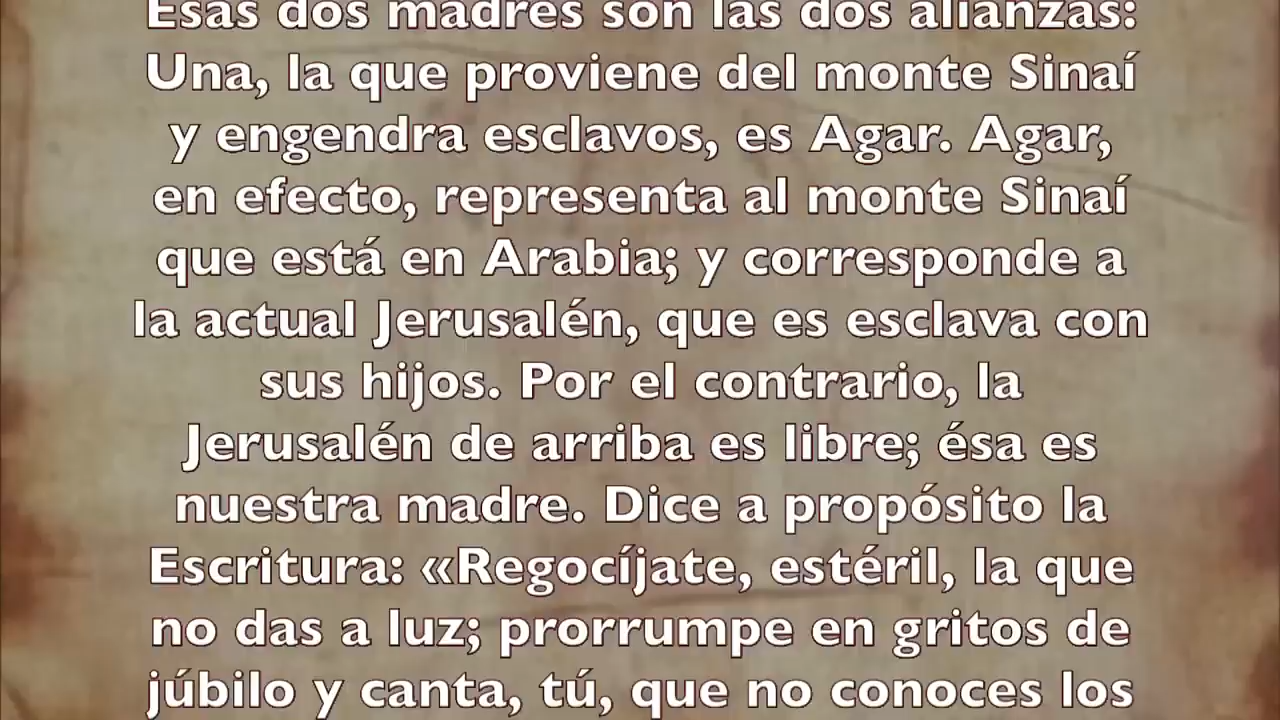 Esas dos madres son las dos alianzas:
Una, la que proviene del monte Sinaí
y engendra esclavos, es Agar. Agar,
en efecto, representa al monte Sinaí
que está en Arabia; y corresponde a
la actual Jerusalén, que es esclava con
sus hijos. Por el contrario, la
Jerusalén de arriba es libre; ésa es
nuestra madre. Dice a propósito la
Escritura: «Regocíjate, estéril, la que
no das a luz; prorrumpe en gritos de
júbilo y canta, tú, que no conoces los